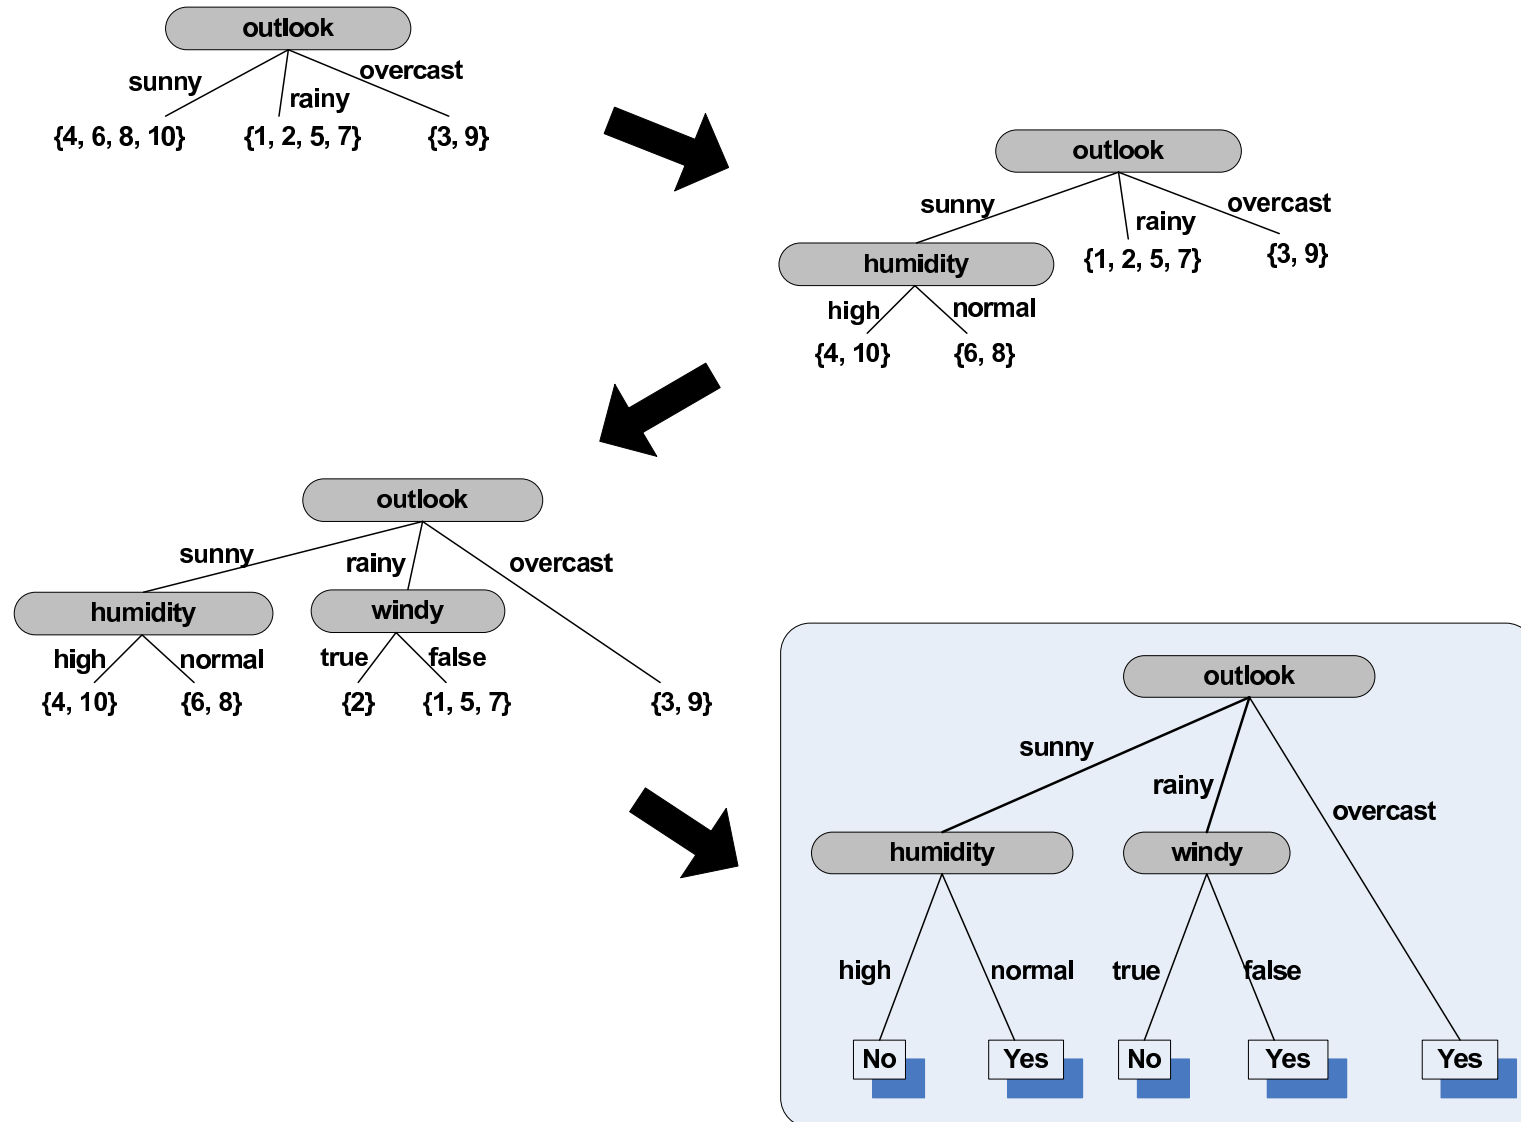 outlook
sunny
rainy
overcast
{4, 6, 8, 10}
{1, 2, 5, 7}
{3, 9}
outlook
sunny
rainy
overcast
humidity
{1, 2, 5, 7}
{3, 9}
high
normal
{4, 10}
{6, 8}
outlook
sunny
rainy
overcast
humidity
windy
high
normal
true
false
{4, 10}
{6, 8}
{2}
{1, 5, 7}
{3, 9}
outlook
sunny
rainy
overcast
humidity
windy
high
normal
true
false
No
Yes
No
Yes
Yes